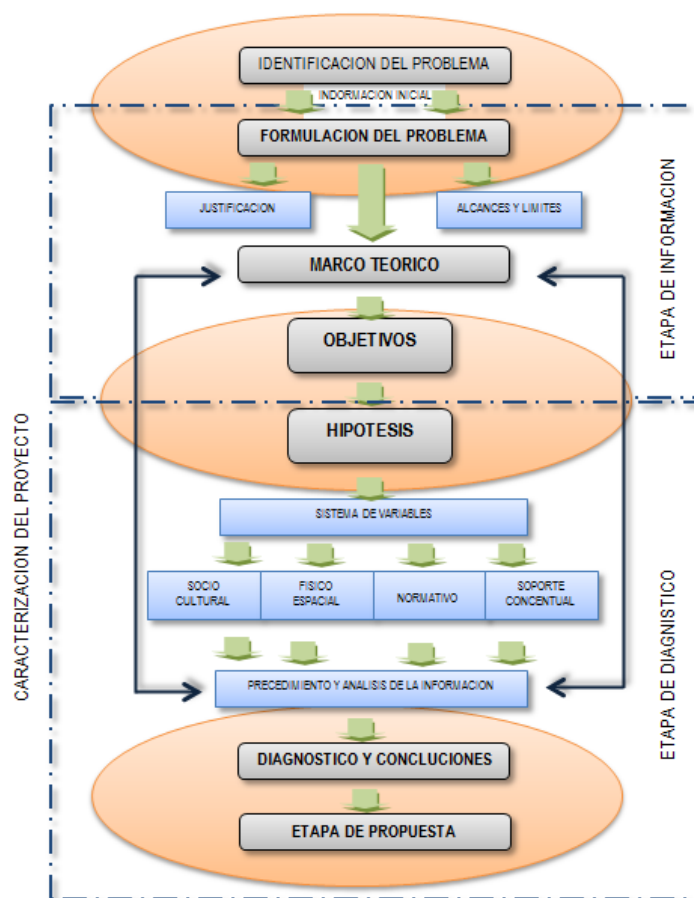 IDENTIFICACION DEL PROBLEMA
INDORMACION INICIAL
FORMULACION DEL PROBLEMA
JUSTIFICACION
ALCANCES Y LIMITES
MARCO TEORICO
OBJETIVOS
HIPOTESIS
SISTEMA DE VARIABLES
SOCIO
CULTURAL
FISICO
ESPACIAL
NORMATIVO
SOPORTE
CONCENTUAL
PRECEDIMIENTO Y ANALISIS DE LA INFORMACION
DIAGNOSTICO Y CONCLUCIONES
ETAPA DE PROPUESTA
CARACTERIZACION DEL PROYECTO
ETAPA DE INFORMACION
ETAPA DE DIAGNISTICO